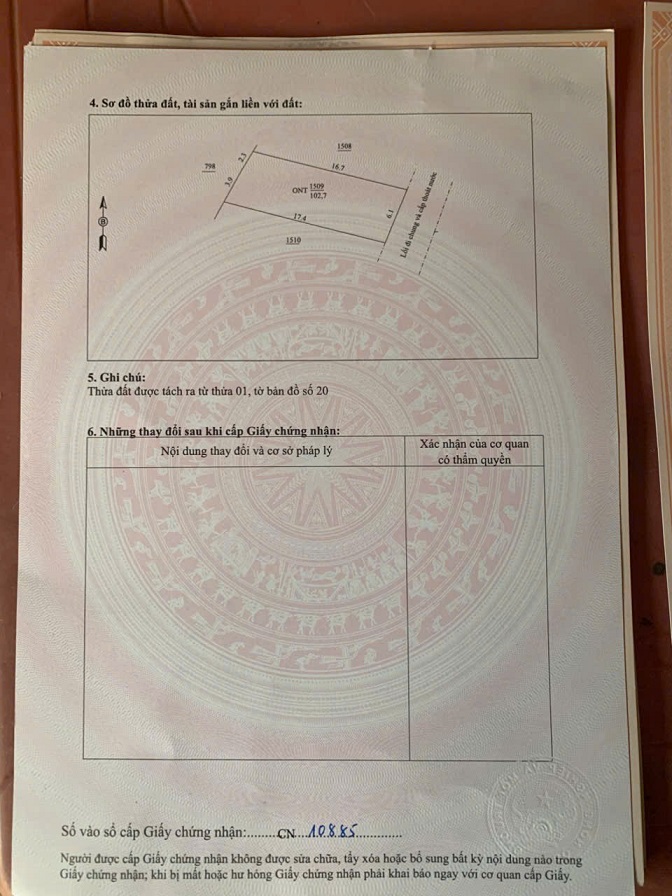 4. Sơ đồ thửa đất, tài sản gắn liền với đất:
1508
798
2.3
16.7
3.9
ONT 1509
102,7
17.4
6.1
1510
Lối đi chung và cấp thoát nước
B
5. Ghi chú:
Thửa đất được tách ra từ thửa 01, tờ bản đồ số 20
6. Những thay đổi sau khi cấp Giấy chứng nhận:
Nội dung thay đổi và cơ sở pháp lý
Xác nhận của cơ quan
có thẩm quyền
Số vào sổ cấp Giấy chứng nhận:.........CN...10885..............
Người được cấp Giấy chứng nhận không được sửa chữa, tẩy xóa hoặc bổ sung bất kỳ nội dung nào trong
Giấy chứng nhận; khi bị mất hoặc hư hỏng Giấy chứng nhận phải khai báo ngay với cơ quan cấp Giấy.